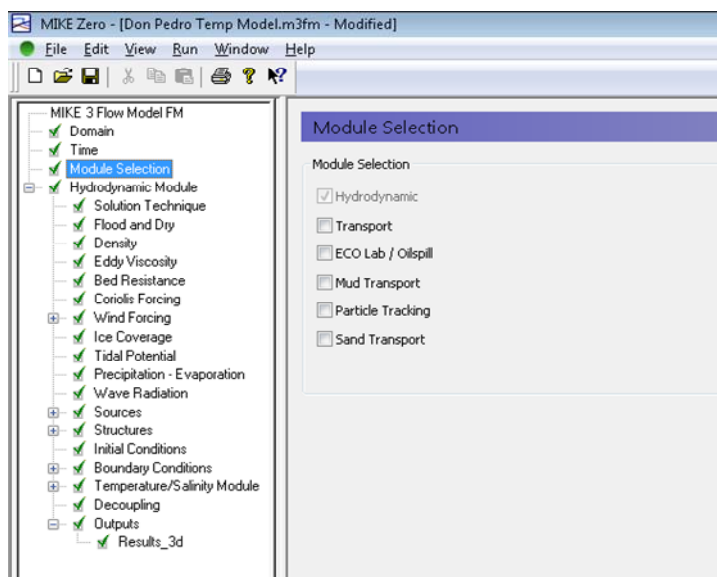 MIKE Zero - [Don Pedro Temp Model.m3fm - Modified]
File Edit View Run Window Help
MIKE 3 Flow Model FM
Domain
Time
Module Selection
Hydrodynamic Module
Solution Technique
Flood and Dry
Density
Eddy Viscosity
Bed Resistance
Coriolis Forcing
Wind Forcing
Ice Coverage
Tidal Potential
Precipitation - Evaporation
Wave Radiation
Sources
Structures
Initial Conditions
Boundary Conditions
Temperature/Salinity Module
Decoupling
Outputs
Results_3d
Module Selection
Module Selection
Hydrodynamic
Transport
ECO Lab / Oilspill
Mud Transport
Particle Tracking
Sand Transport